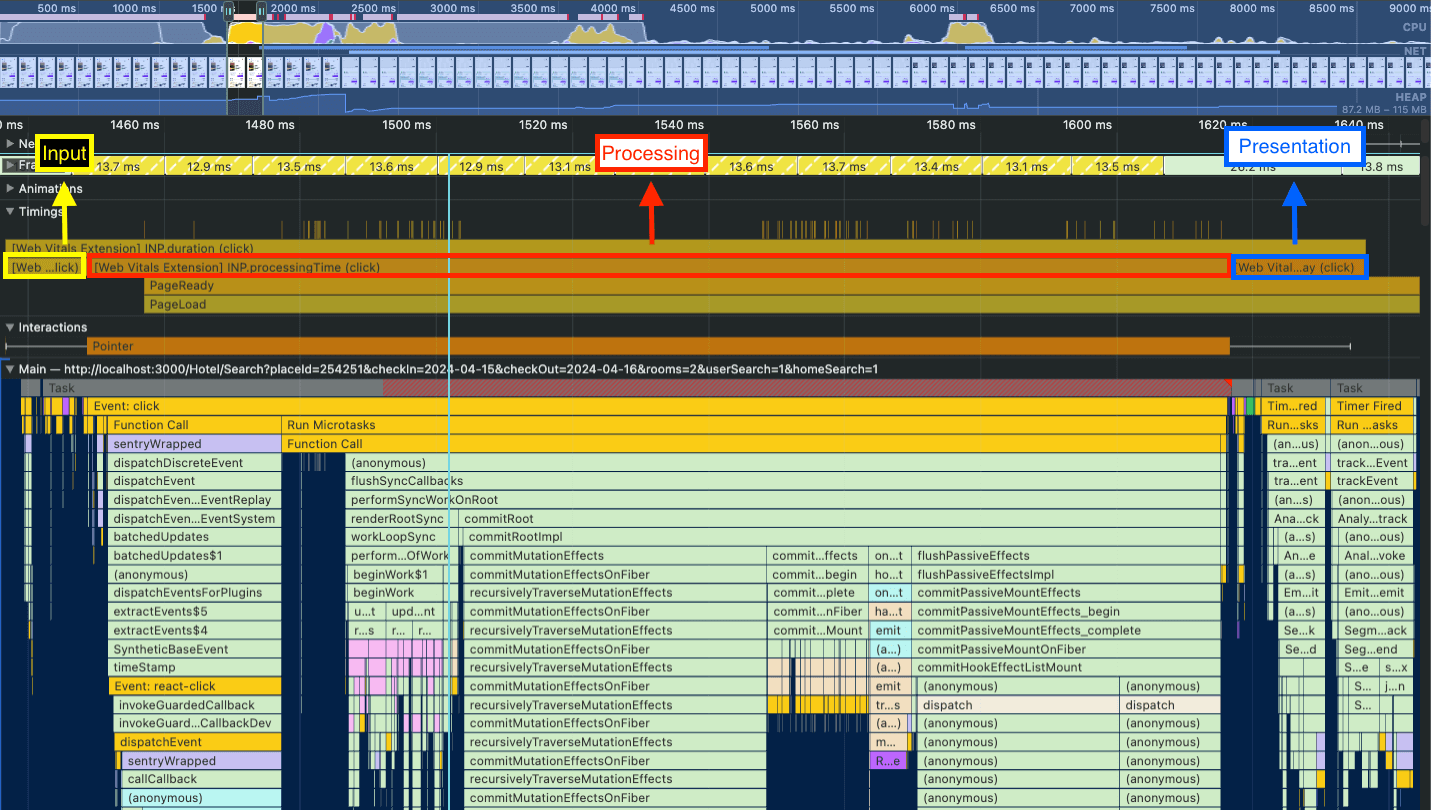 500 ms 1000 ms 1500 2000 ms 2500 ms 3000 ms 3500 ms 4000 ms 4500 ms 5000 ms 5500 ms 6000 ms 6500 ms 7000 ms 7500 ms 8000 ms 8500 ms 9000 ms
CPU
NET
HEAP
87.2 MB – 115 MB
0 ms 1460 ms 1480 ms 1500 ms 1520 ms 1540 ms 1560 ms 1580 ms 1600 ms 1620 ms 1640 ms
Input Processing Presentation
Ne
Fra 13.7 ms 12.9 ms 13.5 ms 13.6 ms 12.9 ms 13.1 ms 13.6 ms 13.7 ms 13.4 ms 13.1 ms 13.5 ms 26.2 ms 13.8 ms
Animations
Timings
[Web Vitals Extension] INP.duration (click)
[Web ...lick) [Web Vitals Extension] INP.processingTime (click) Web Vital...ay (click)
PageReady
PageLoad
Interactions
Pointer
Main — http://localhost:3000/Hotel/Search?placeId=254251&checkIn=2024-04-15&checkOut=2024-04-16&rooms=2&userSearch=1&homeSearch=1
Task Task Task
Event: click Tim...red Timer Fired
Function Call Run Microtasks Run...sks Run ...asks
sentryWrapped Function Call (an...us) (anon...ous)
dispatchDiscreteEvent (anonymous) tra...ent track...Event
dispatchEvent flushSyncCallbacks tra...ent trackEvent
dispatchEven...EventReplay performSyncWorkOnRoot (an...s) (anon...ous)
dispatchEven...EventSystem renderRootSync commitRoot Ana...ck Analy...track
batchedUpdates workLoopSync commitRootImpl (a...s) (ano...ous)
batchedUpdates$1 perform...OfWork commitMutationEffects commit...ffects on...t flushPassiveEffects An...e Anal...voke
(anonymous) beginWork$1 commitMutationEffectsOnFiber commit...begin ho...t flushPassiveEffectsImpl (a...s) (ano...ous)
dispatchEventsForPlugins beginWork recursivelyTraverseMutationEffects commit...plete on...t commitPassiveMountEffects Em...it Emit...emit
extractEvents$5 u...t upd...nt commitMutationEffectsOnFiber commit...nFiber ha...t commitPassiveMountEffects_begin (a...s) (ano...ous)
extractEvents$4 r...s r... r... recursivelyTraverseMutationEffects commit...Mount emit commitPassiveMountEffects_complete Se...k Segm...ack
SyntheticBaseEvent commitMutationEffectsOnFiber (a...) commitPassiveMountOnFiber Se...d Seg...end
timeStamp recursivelyTraverseMutationEffects (a...) commitHookEffectListMount S...e s...x
Event: react-click commitMutationEffectsOnFiber emit (anonymous) (anonymous) S... j...n
invokeGuardedCallback recursivelyTraverseMutationEffects tr...s dispatch dispatch S...
invokeGuard...CallbackDev commitMutationEffectsOnFiber (a...) (anonymous) (anonymous)
dispatchEvent recursivelyTraverseMutationEffects m... (anonymous) (anonymous)
sentryWrapped commitMutationEffectsOnFiber R...e (anonymous) (anonymous)
callCallback recursivelyTraverseMutationEffects (anonymous) (anonymous)
(anonymous) commitMutationEffectsOnFiber (anonymous) (anonymous)